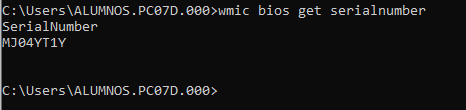 C:\Users\ALUMNOS.PC07D.000>wmic bios get serialnumber
SerialNumber
MJ04YT1Y
C:\Users\ALUMNOS.PC07D.000>